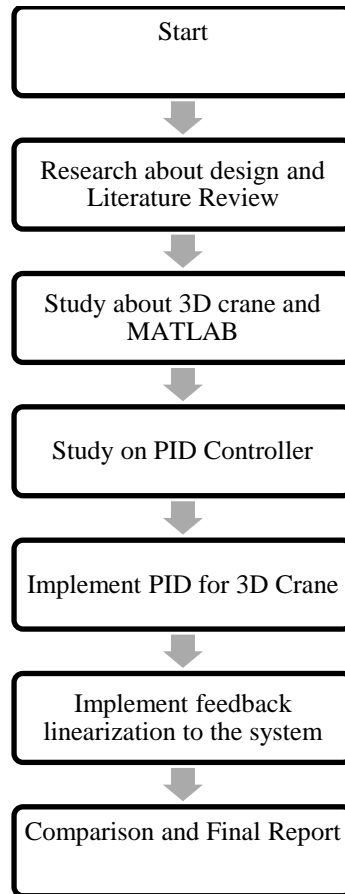 Start
Research about design and
Literature Review
Study about 3D crane and
MATLAB
Study on PID Controller
Implement PID for 3D Crane
Implement feedback
linearization to the system
Comparison and Final Report